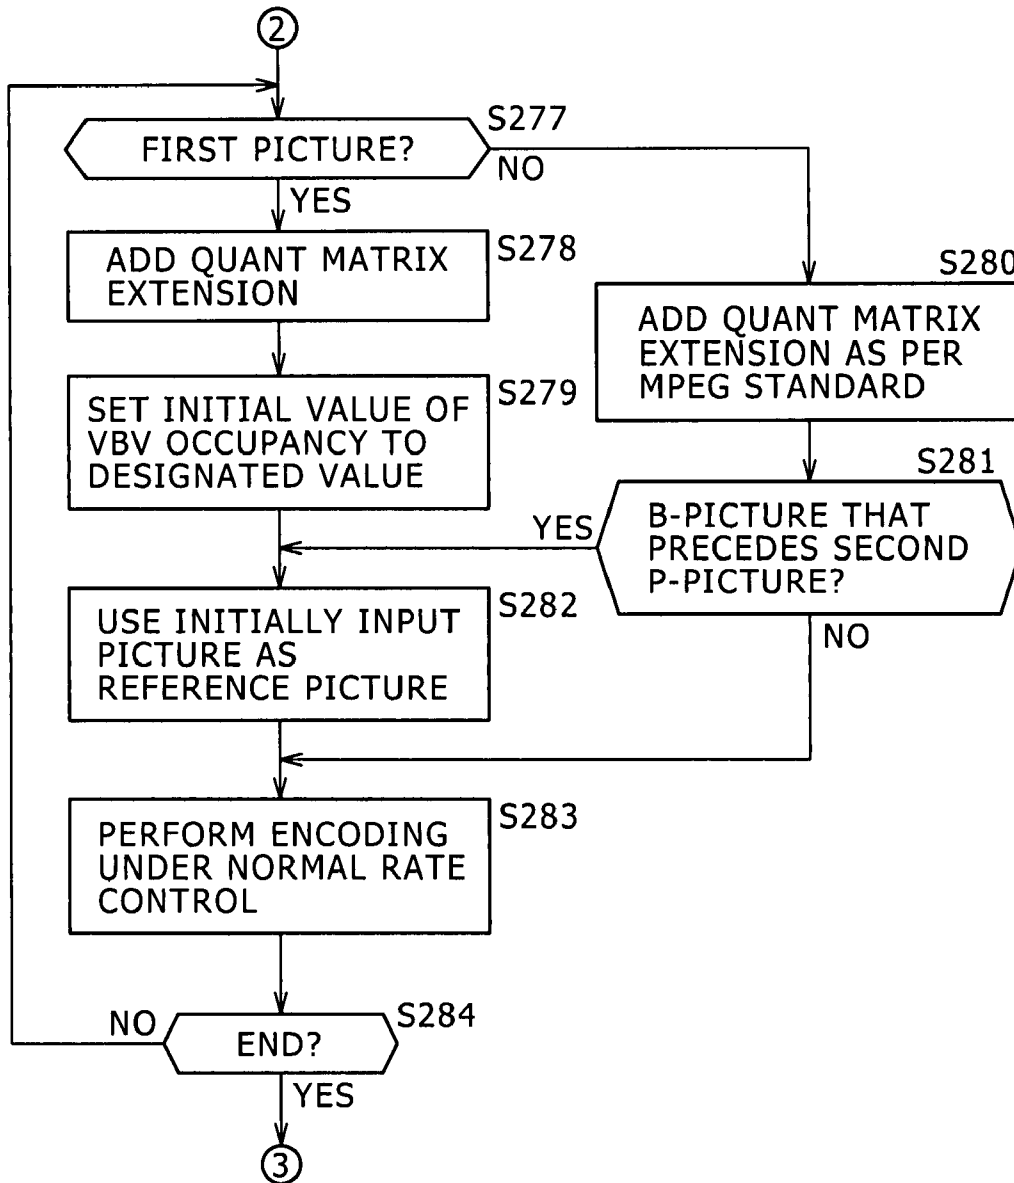 2
S277
FIRST PICTURE?
NO
YES
S278
ADD QUANT MATRIX
EXTENSION
S280
ADD QUANT MATRIX
EXTENSION AS PER
MPEG STANDARD
S279
SET INITIAL VALUE OF
VBV OCCUPANCY TO
DESIGNATED VALUE
S281
B-PICTURE THAT
PRECEDES SECOND
P-PICTURE?
YES
NO
S282
USE INITIALLY INPUT
PICTURE AS
REFERENCE PICTURE
S283
PERFORM ENCODING
UNDER NORMAL RATE
CONTROL
S284
NO
END?
YES
3